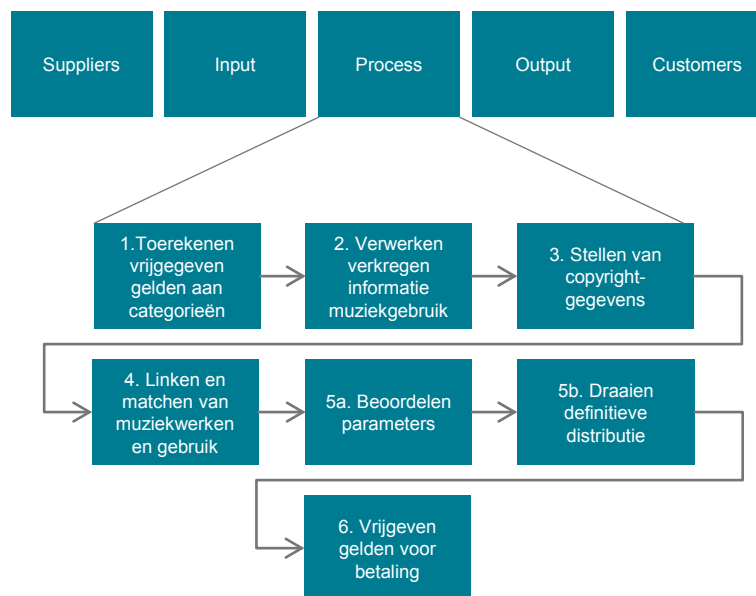 Suppliers
Input
Process
Output
Customers
1.Toerekenen
vrijgegeven
gelden aan
categorieën
2. Verwerken
verkregen
informatie
muziekgebruik
3. Stellen van
copyright-
gegevens
4. Linken en
matchen van
muziekwerken
en gebruik
5a. Beoordelen
parameters
5b. Draaien
definitieve
distributie
6. Vrijgeven
gelden voor
betaling